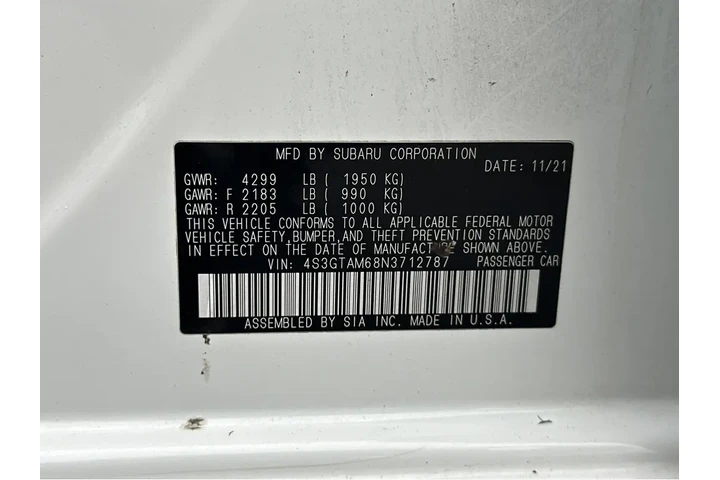 MFD BY SUBARU CORPORATION
DATE: 11/21
GVWR: 4299 LB ( 1950 KG)
GAWR: F 2183 LB ( 990 KG)
GAWR: R 2205 LB ( 1000 KG)
THIS VEHICLE CONFORMS TO ALL APPLICABLE FEDERAL MOTOR
VEHICLE SAFETY, BUMPER, AND THEFT PREVENTION STANDARDS
IN EFFECT ON THE DATE OF MANUFACTURE SHOWN ABOVE.
VIN: 4S3GTAM68N3712787 PASSENGER CAR
ASSEMBLED BY SIA INC. MADE IN U.S.A.